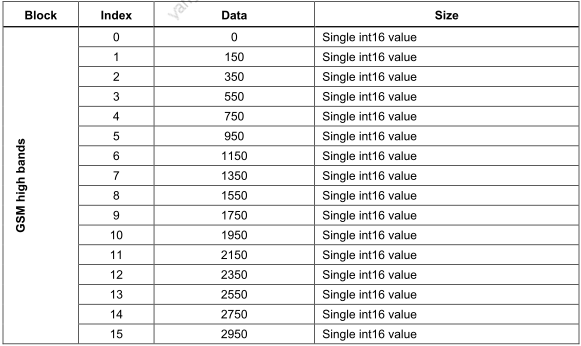 Block Index Data Size
GSM high bands
0 0 Single int16 value
1 150 Single int16 value
2 350 Single int16 value
3 550 Single int16 value
4 750 Single int16 value
5 950 Single int16 value
6 1150 Single int16 value
7 1350 Single int16 value
8 1550 Single int16 value
9 1750 Single int16 value
10 1950 Single int16 value
11 2150 Single int16 value
12 2350 Single int16 value
13 2550 Single int16 value
14 2750 Single int16 value
15 2950 Single int16 value